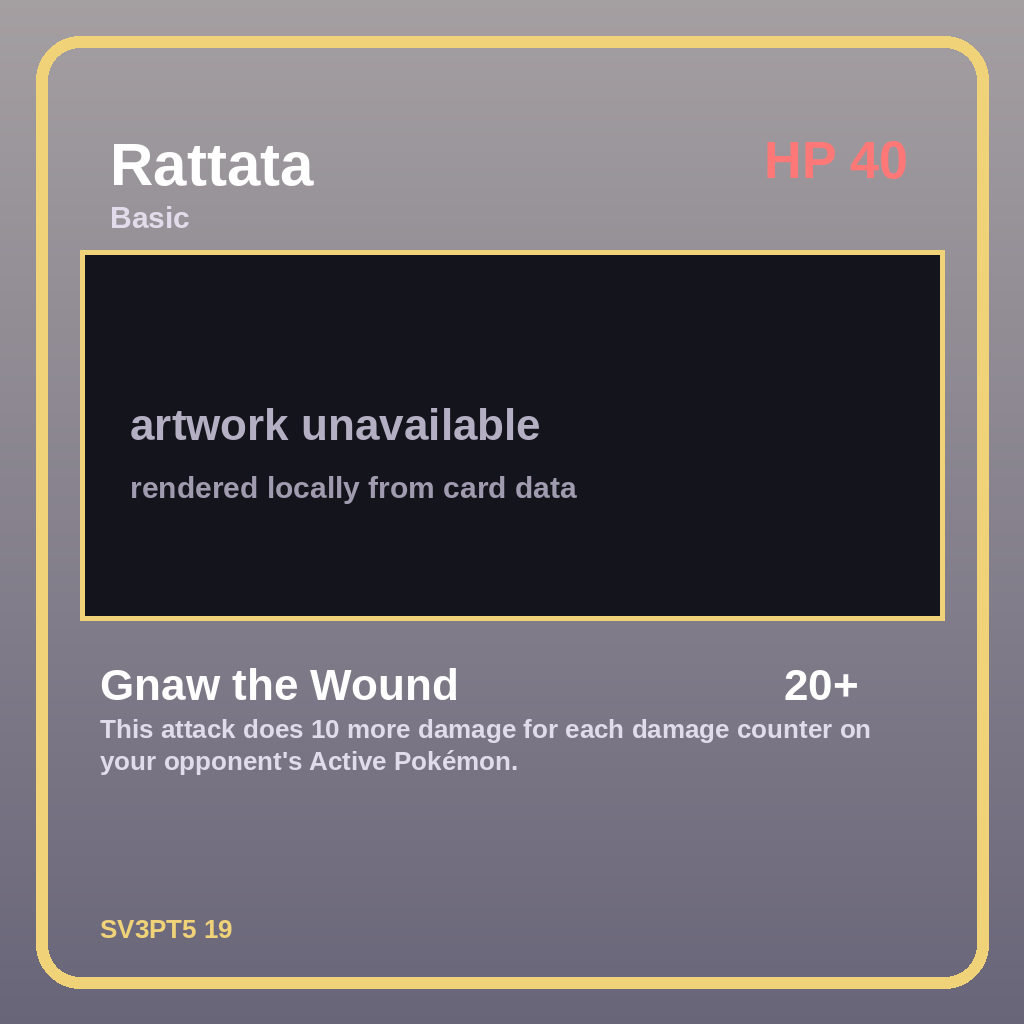 Rattata
HP 40
Basic
artwork unavailable
rendered locally from card data
Gnaw the Wound 20+
This attack does 10 more damage for each damage counter on
your opponent's Active Pokémon.
SV3PT5 19